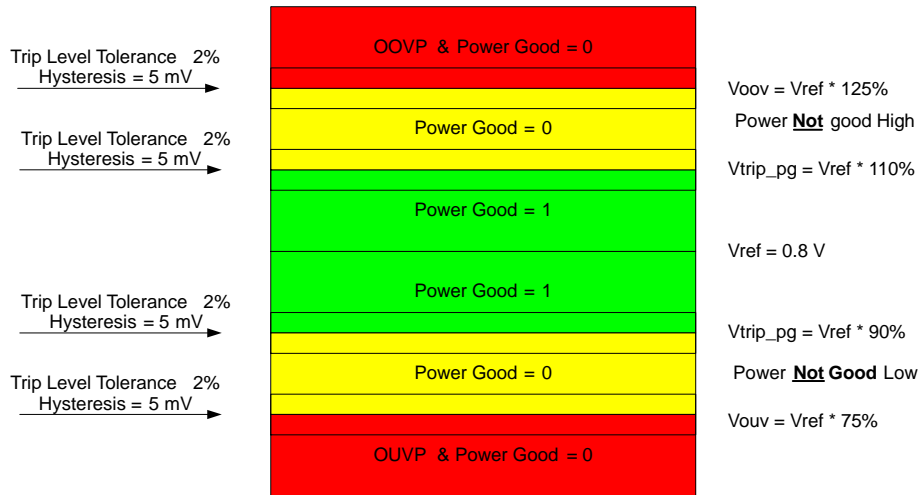 OOVP & Power Good = 0
Trip Level Tolerance 2%
Hysteresis = 5 mV
Voov = Vref * 125%
Power Good = 0
Power Not good High
Trip Level Tolerance 2%
Hysteresis = 5 mV
Vtrip_pg = Vref * 110%
Power Good = 1
Vref = 0.8 V
Power Good = 1
Trip Level Tolerance 2%
Hysteresis = 5 mV
Vtrip_pg = Vref * 90%
Power Good = 0
Power Not Good Low
Trip Level Tolerance 2%
Hysteresis = 5 mV
Vouv = Vref * 75%
OUVP & Power Good = 0